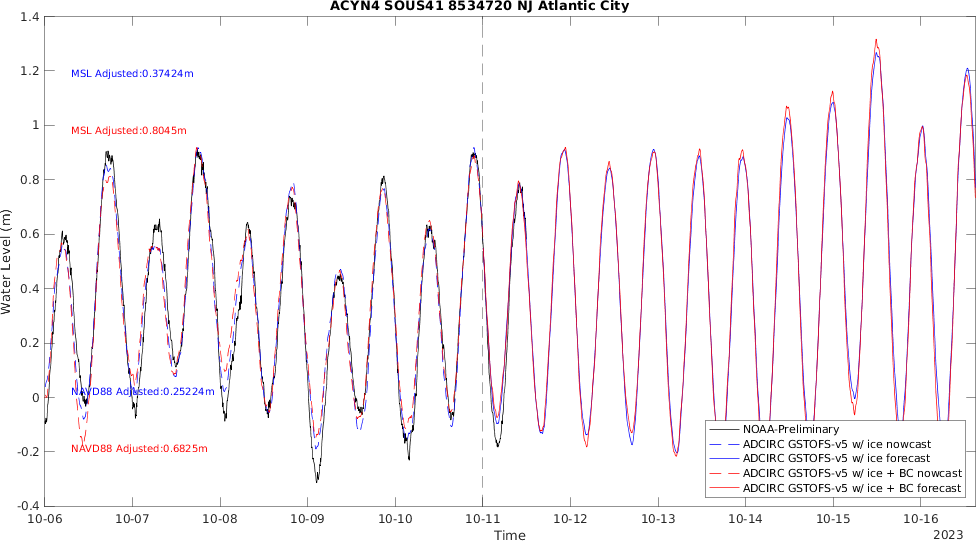 ACYN4 SOUS41 8534720 NJ Atlantic City
1.4
1.2
1
0.8
0.6
0.4
0.2
0
-0.2
-0.4
Water Level (m)
MSL Adjusted:0.37424m
MSL Adjusted:0.8045m
NAVD88 Adjusted:0.25224m
NAVD88 Adjusted:0.6825m
NOAA-Preliminary
ADCIRC GSTOFS-v5 w/ ice nowcast
ADCIRC GSTOFS-v5 w/ ice forecast
ADCIRC GSTOFS-v5 w/ ice + BC nowcast
ADCIRC GSTOFS-v5 w/ ice + BC forecast
10-06 10-07 10-08 10-09 10-10 10-11 10-12 10-13 10-14 10-15 10-16
Time
2023